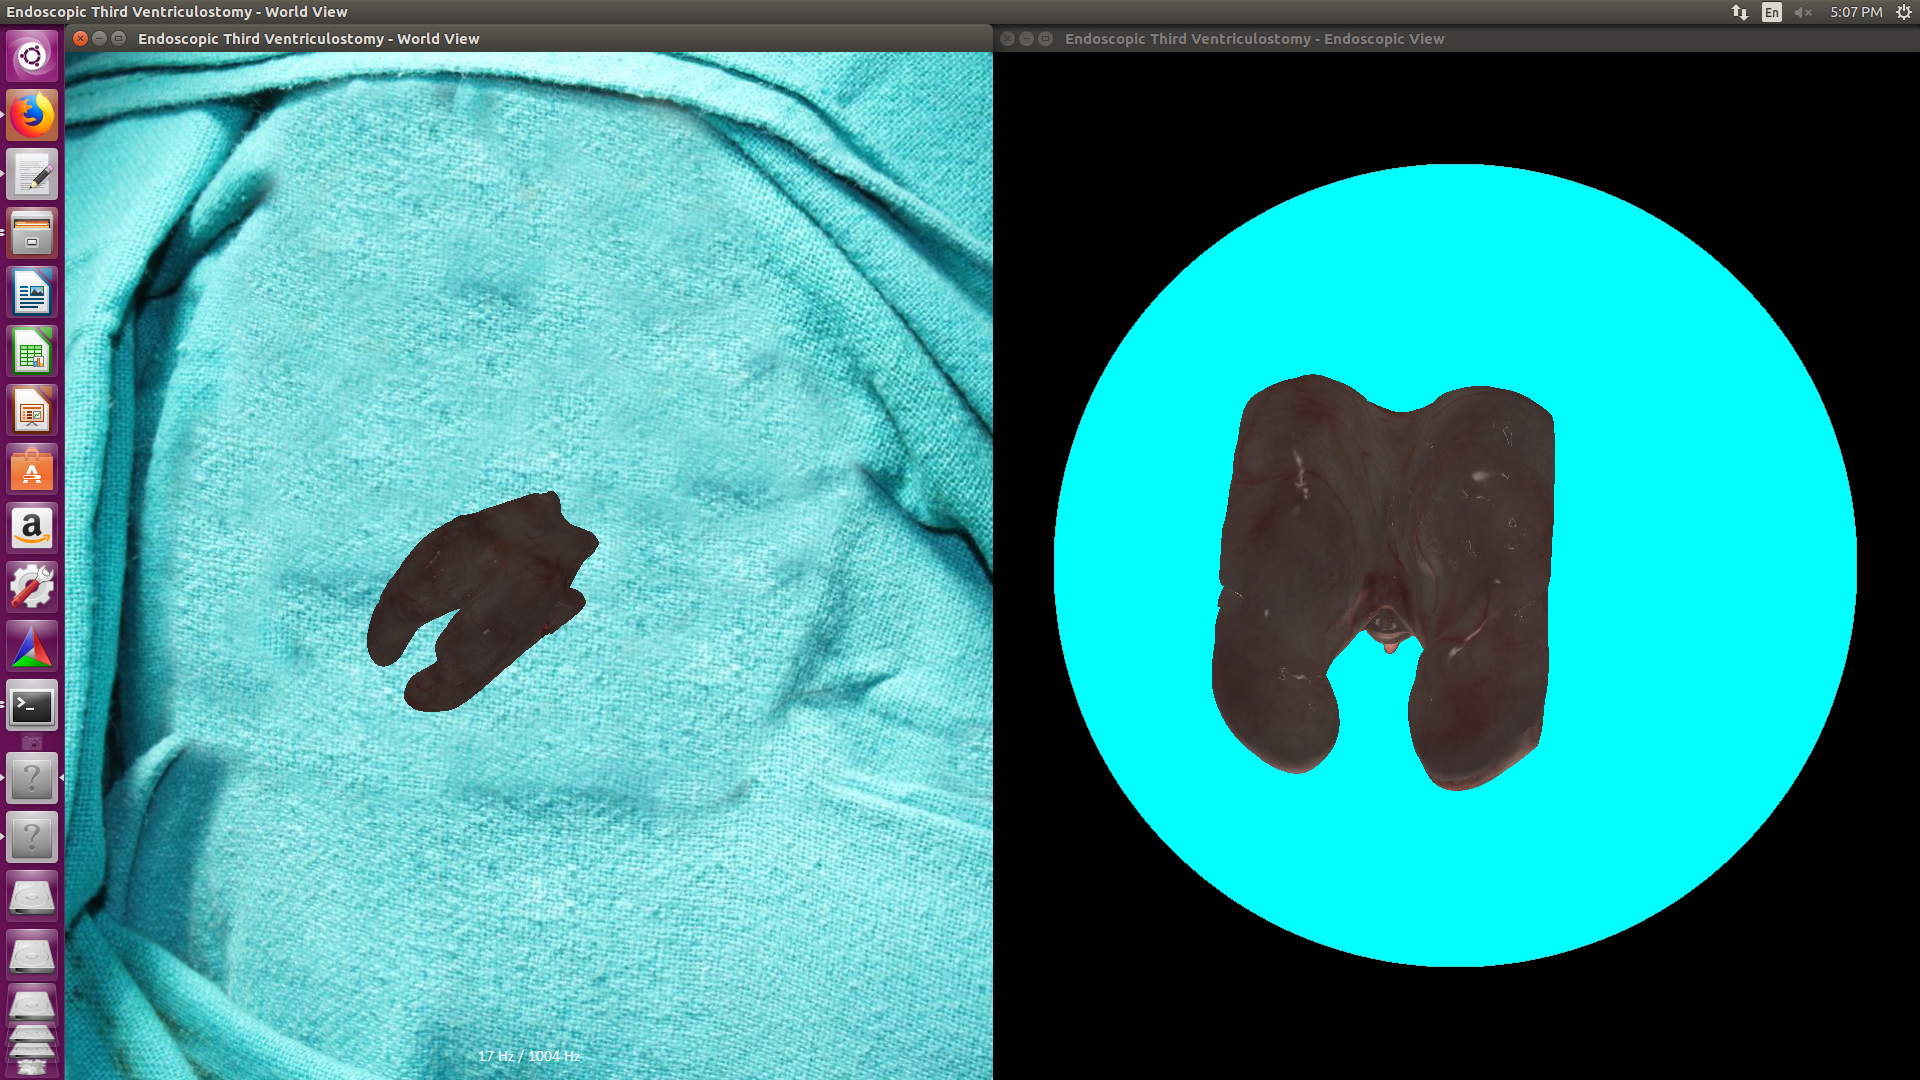 Endoscopic Third Ventriculostomy - World View
En
5:07 PM
Endoscopic Third Ventriculostomy - World View
Endoscopic Third Ventriculostomy - Endoscopic View
A
a
>_
?
?
17 Hz / 1004 Hz